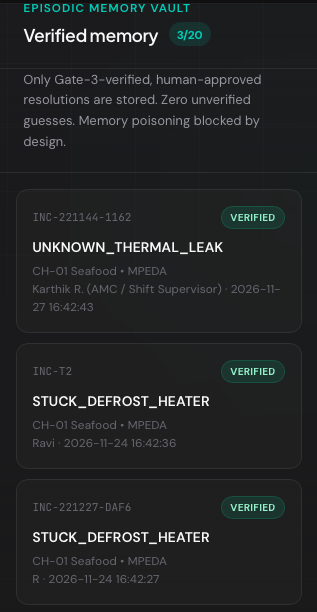 EPISODIC MEMORY VAULT
Verified memory 3/20
Only Gate-3-verified, human-approved
resolutions are stored. Zero unverified
guesses. Memory poisoning blocked by
design.
INC-221144-1162 VERIFIED
UNKNOWN_THERMAL_LEAK
CH-01 Seafood • MPEDA
Karthik R. (AMC / Shift Supervisor) · 2026-11-
27 16:42:43
INC-T2 VERIFIED
STUCK_DEFROST_HEATER
CH-01 Seafood • MPEDA
Ravi · 2026-11-24 16:42:36
INC-221227-DAF6 VERIFIED
STUCK_DEFROST_HEATER
CH-01 Seafood • MPEDA
R · 2026-11-24 16:42:27